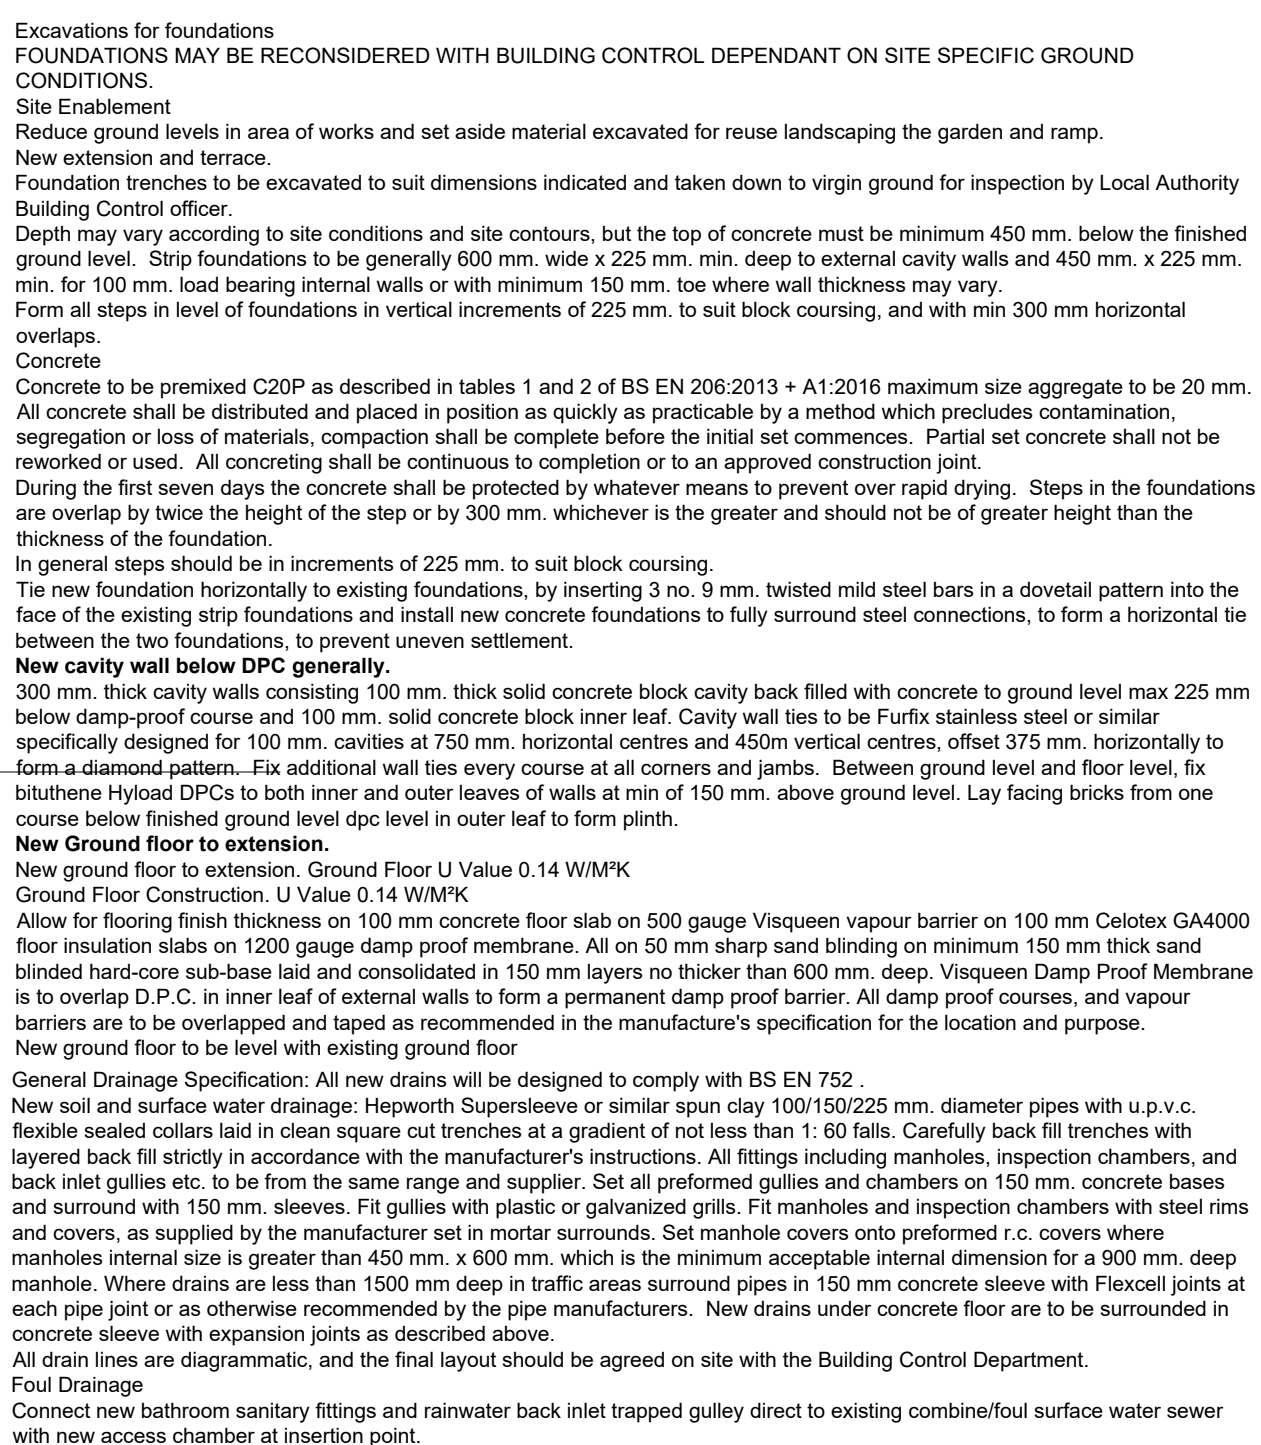 Excavations for foundations
FOUNDATIONS MAY BE RECONSIDERED WITH BUILDING CONTROL DEPENDANT ON SITE SPECIFIC GROUND
CONDITIONS.
Site Enablement
Reduce ground levels in area of works and set aside material excavated for reuse landscaping the garden and ramp.
New extension and terrace.
Foundation trenches to be excavated to suit dimensions indicated and taken down to virgin ground for inspection by Local Authority
Building Control officer.
Depth may vary according to site conditions and site contours, but the top of concrete must be minimum 450 mm. below the finished
ground level.  Strip foundations to be generally 600 mm. wide x 225 mm. min. deep to external cavity walls and 450 mm. x 225 mm.
min. for 100 mm. load bearing internal walls or with minimum 150 mm. toe where wall thickness may vary.
Form all steps in level of foundations in vertical increments of 225 mm. to suit block coursing, and with min 300 mm horizontal
overlaps.
Concrete
Concrete to be premixed C20P as described in tables 1 and 2 of BS EN 206:2013 + A1:2016 maximum size aggregate to be 20 mm.
All concrete shall be distributed and placed in position as quickly as practicable by a method which precludes contamination,
segregation or loss of materials, compaction shall be complete before the initial set commences.  Partial set concrete shall not be
reworked or used.  All concreting shall be continuous to completion or to an approved construction joint.
During the first seven days the concrete shall be protected by whatever means to prevent over rapid drying.  Steps in the foundations
are overlap by twice the height of the step or by 300 mm. whichever is the greater and should not be of greater height than the
thickness of the foundation.
In general steps should be in increments of 225 mm. to suit block coursing.
Tie new foundation horizontally to existing foundations, by inserting 3 no. 9 mm. twisted mild steel bars in a dovetail pattern into the
face of the existing strip foundations and install new concrete foundations to fully surround steel connections, to form a horizontal tie
between the two foundations, to prevent uneven settlement.
New cavity wall below DPC generally.
300 mm. thick cavity walls consisting 100 mm. thick solid concrete block cavity back filled with concrete to ground level max 225 mm
below damp-proof course and 100 mm. solid concrete block inner leaf. Cavity wall ties to be Furfix stainless steel or similar
specifically designed for 100 mm. cavities at 750 mm. horizontal centres and 450m vertical centres, offset 375 mm. horizontally to
form a diamond pattern.  Fix additional wall ties every course at all corners and jambs.  Between ground level and floor level, fix
bituthene Hyload DPCs to both inner and outer leaves of walls at min of 150 mm. above ground level. Lay facing bricks from one
course below finished ground level dpc level in outer leaf to form plinth.
New Ground floor to extension.
New ground floor to extension. Ground Floor U Value 0.14 W/M²K
Ground Floor Construction. U Value 0.14 W/M²K
Allow for flooring finish thickness on 100 mm concrete floor slab on 500 gauge Visqueen vapour barrier on 100 mm Celotex GA4000
floor insulation slabs on 1200 gauge damp proof membrane. All on 50 mm sharp sand blinding on minimum 150 mm thick sand
blinded hard-core sub-base laid and consolidated in 150 mm layers no thicker than 600 mm. deep. Visqueen Damp Proof Membrane
is to overlap D.P.C. in inner leaf of external walls to form a permanent damp proof barrier. All damp proof courses, and vapour
barriers are to be overlapped and taped as recommended in the manufacture's specification for the location and purpose.
New ground floor to be level with existing ground floor
General Drainage Specification: All new drains will be designed to comply with BS EN 752 .
New soil and surface water drainage: Hepworth Supersleeve or similar spun clay 100/150/225 mm. diameter pipes with u.p.v.c.
flexible sealed collars laid in clean square cut trenches at a gradient of not less than 1: 60 falls. Carefully back fill trenches with
layered back fill strictly in accordance with the manufacturer's instructions. All fittings including manholes, inspection chambers, and
back inlet gullies etc. to be from the same range and supplier. Set all preformed gullies and chambers on 150 mm. concrete bases
and surround with 150 mm. sleeves. Fit gullies with plastic or galvanized grills. Fit manholes and inspection chambers with steel rims
and covers, as supplied by the manufacturer set in mortar surrounds. Set manhole covers onto preformed r.c. covers where
manholes internal size is greater than 450 mm. x 600 mm. which is the minimum acceptable internal dimension for a 900 mm. deep
manhole. Where drains are less than 1500 mm deep in traffic areas surround pipes in 150 mm concrete sleeve with Flexcell joints at
each pipe joint or as otherwise recommended by the pipe manufacturers.  New drains under concrete floor are to be surrounded in
concrete sleeve with expansion joints as described above.
All drain lines are diagrammatic, and the final layout should be agreed on site with the Building Control Department.
Foul Drainage
Connect new bathroom sanitary fittings and rainwater back inlet trapped gulley direct to existing combine/foul surface water sewer
with new access chamber at insertion point.